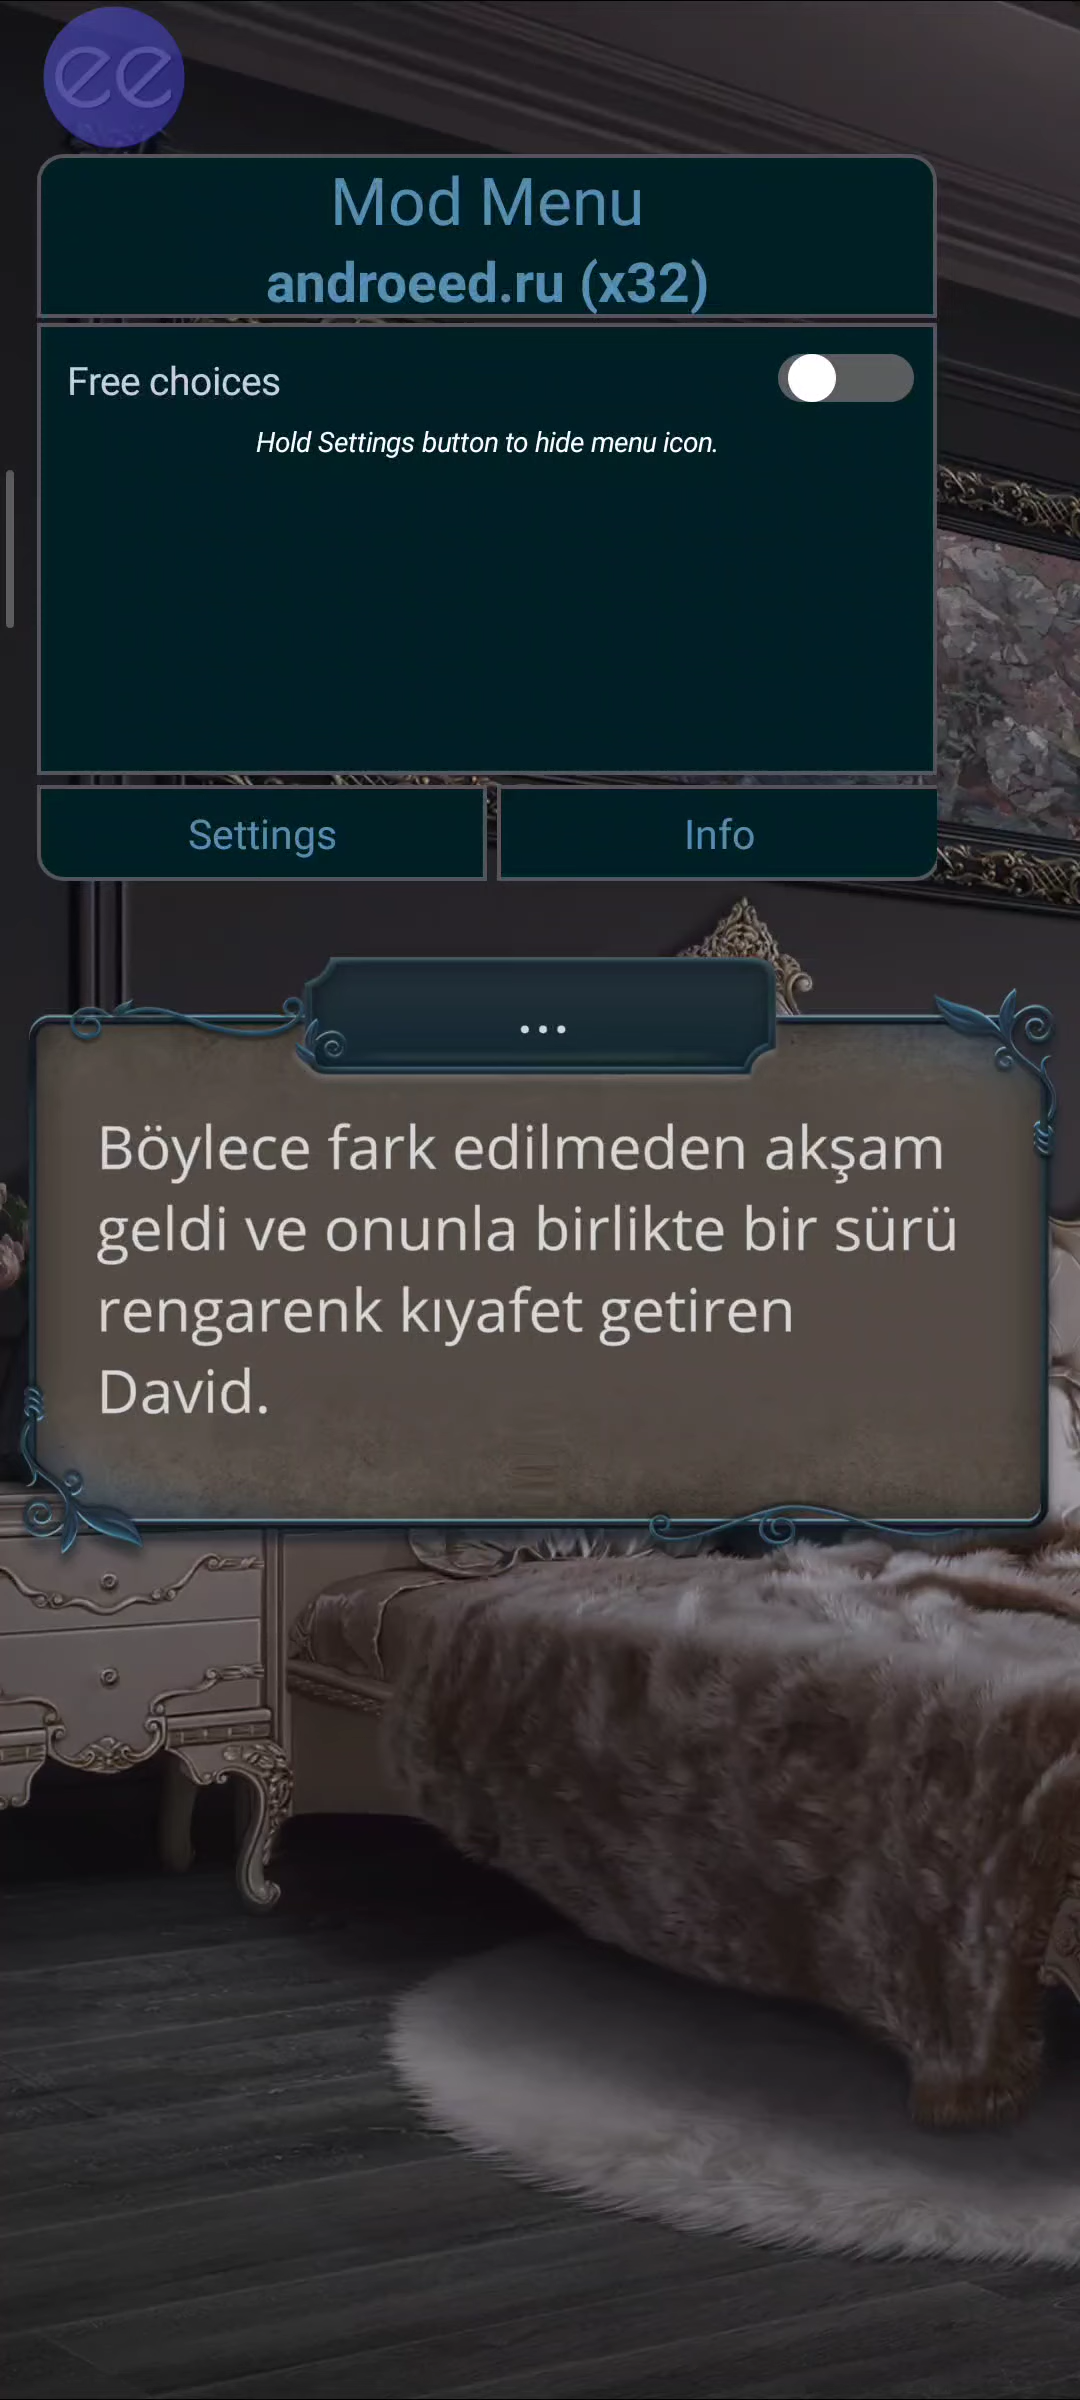 ee
Mod Menu
androeed.ru (x32)
Free choices
Hold Settings button to hide menu icon.
Settings
Info
...
Böylece fark edilmeden akşam
geldi ve onunla birlikte bir sürü
rengarenk kıyafet getiren
David.